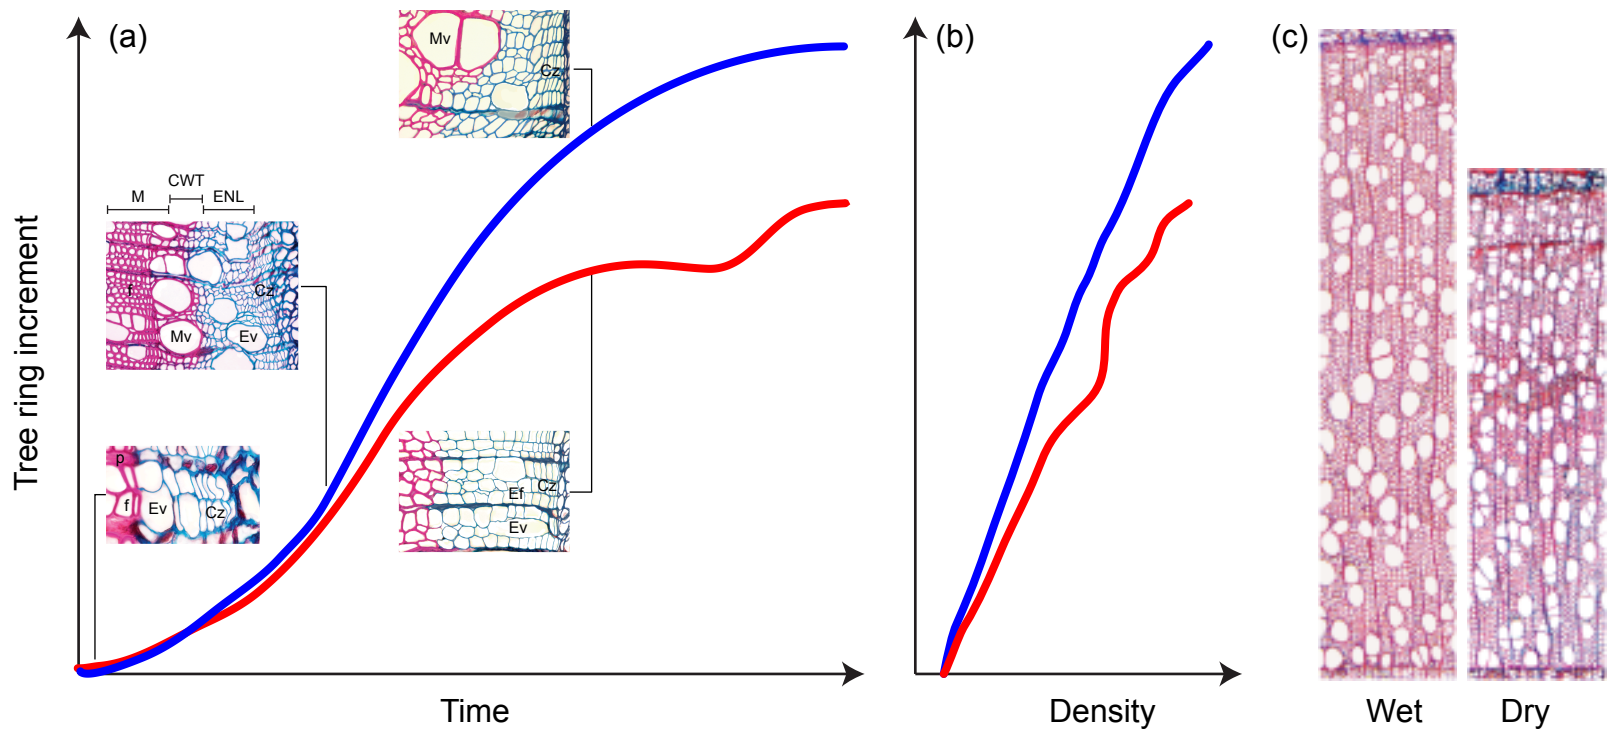 (a)
(b)
(c)
Mv
Cz
CWT
M
ENL
f
Cz
Mv
Ev
p
f
Ev
Cz
Cz
Ef
Ev
Tree ring increment
Time
Density
Wet
Dry